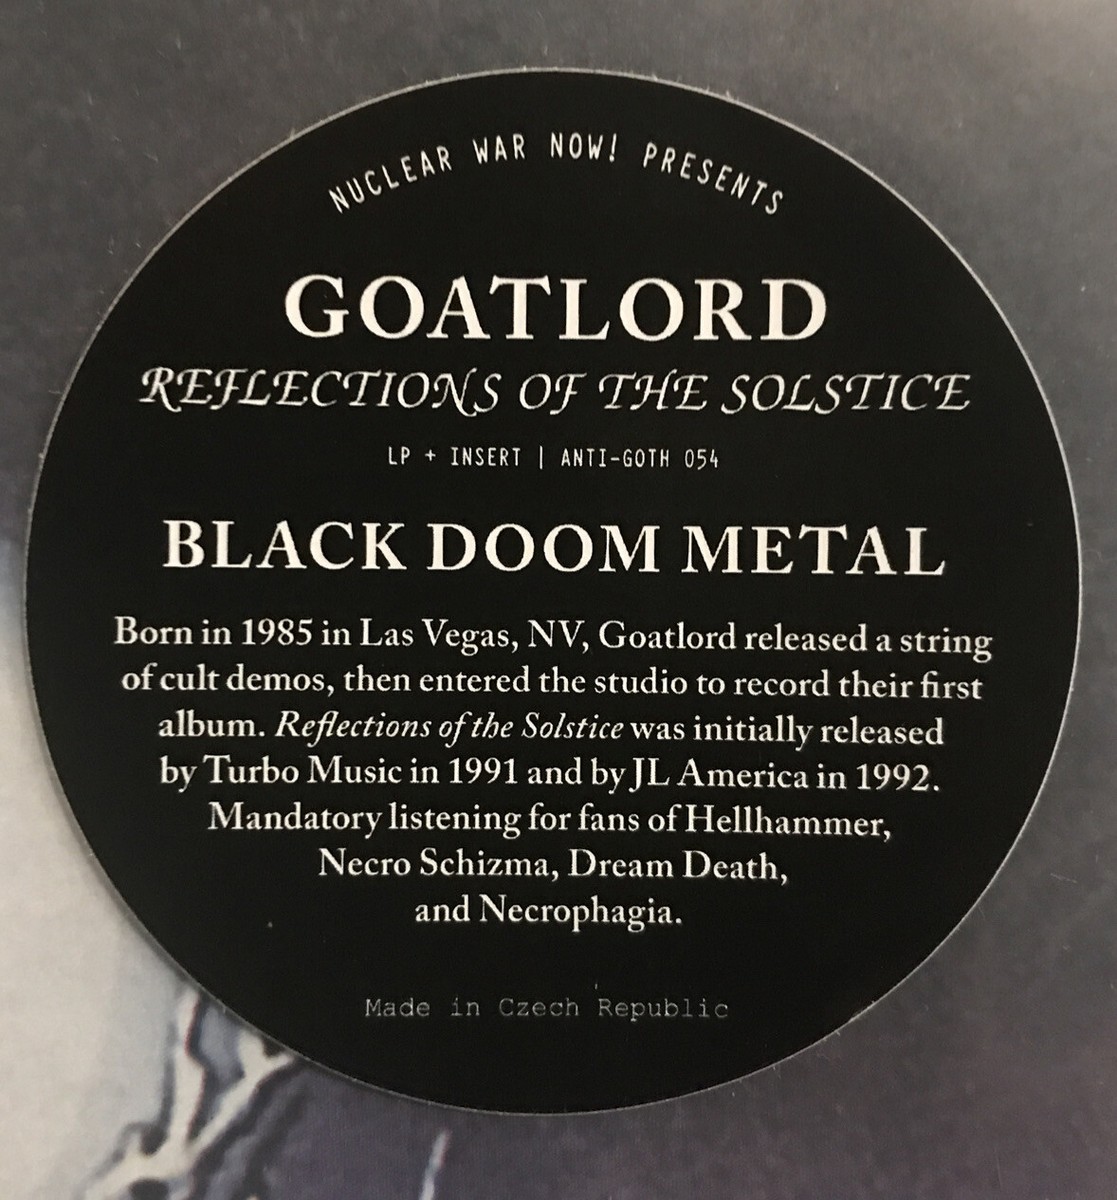 NUCLEAR WAR NOW! PRESENTS
GOATLORD
REFLECTIONS OF THE SOLSTICE
LP + INSERT | ANTI-GOTH 054
BLACK DOOM METAL
Born in 1985 in Las Vegas, NV, Goatlord released a string
of cult demos, then entered the studio to record their first
album. Reflections of the Solstice was initially released
by Turbo Music in 1991 and by JL America in 1992.
Mandatory listening for fans of Hellhammer,
Necro Schizma, Dream Death,
and Necrophagia.
Made in Czech Republic